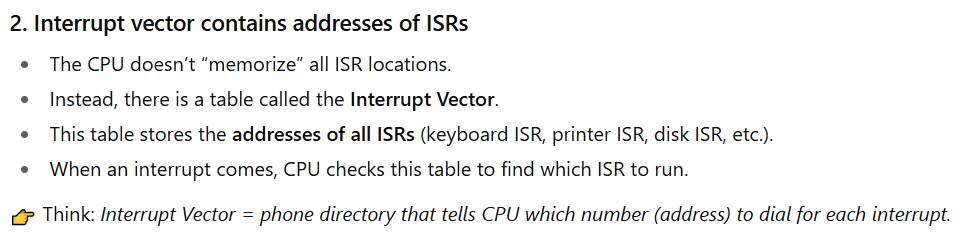 2. Interrupt vector contains addresses of ISRs
• The CPU doesn’t “memorize” all ISR locations.
• Instead, there is a table called the Interrupt Vector.
• This table stores the addresses of all ISRs (keyboard ISR, printer ISR, disk ISR, etc.).
• When an interrupt comes, CPU checks this table to find which ISR to run.
👉 Think: Interrupt Vector = phone directory that tells CPU which number (address) to dial for each interrupt.